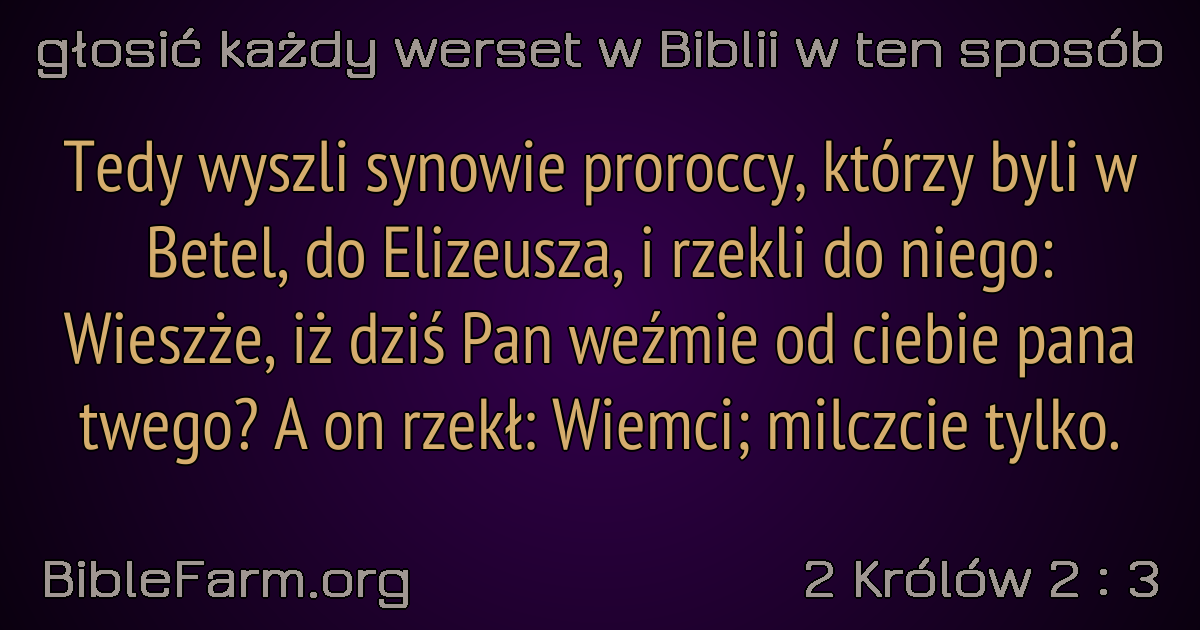 głosić każdy werset w Biblii w ten sposób
Tedy wyszli synowie proroccy, którzy byli w
Betel, do Elizeusza, i rzekli do niego:
Wieszże, iż dziś Pan weźmie od ciebie pana
twego? A on rzekł: Wiemci; milczcie tylko.
BibleFarm.org
2 Królów 2 : 3